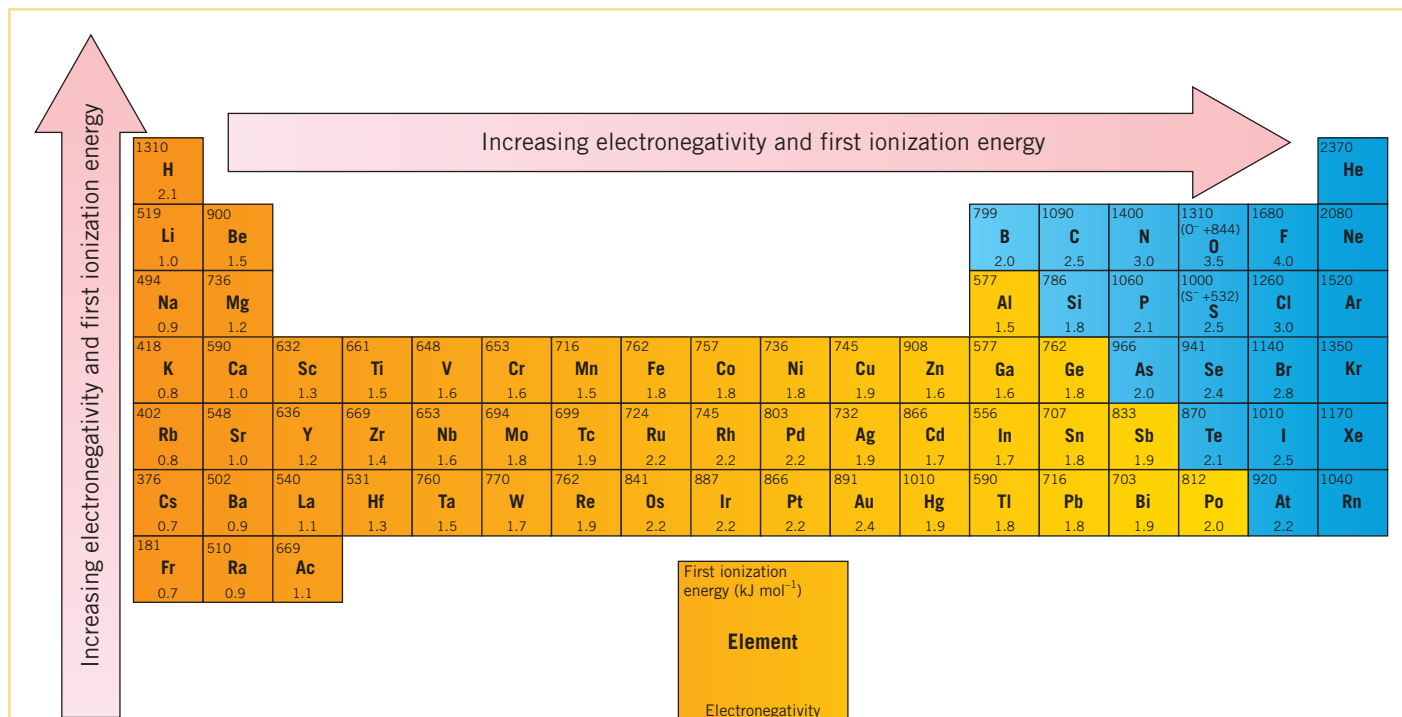 Increasing electronegativity and first ionization energy
Increasing electronegativity and first ionization energy
1310
H
2.1
2370
He
519
Li
1.0
900
Be
1.5
799
B
2.0
1090
C
2.5
1400
N
3.0
1310
(O⁻ +844)
O
3.5
1680
F
4.0
2080
Ne
494
Na
0.9
736
Mg
1.2
577
Al
1.5
786
Si
1.8
1060
P
2.1
1000
(S⁻ +532)
S
2.5
1260
Cl
3.0
1520
Ar
418
K
0.8
590
Ca
1.0
632
Sc
1.3
661
Ti
1.5
648
V
1.6
653
Cr
1.6
716
Mn
1.5
762
Fe
1.8
757
Co
1.8
736
Ni
1.8
745
Cu
1.9
908
Zn
1.6
577
Ga
1.6
762
Ge
1.8
966
As
2.0
941
Se
2.4
1140
Br
2.8
1350
Kr
402
Rb
0.8
548
Sr
1.0
636
Y
1.2
669
Zr
1.4
653
Nb
1.6
694
Mo
1.8
699
Tc
1.9
724
Ru
2.2
745
Rh
2.2
803
Pd
2.2
732
Ag
1.9
866
Cd
1.7
556
In
1.7
707
Sn
1.8
833
Sb
1.9
870
Te
2.1
1010
I
2.5
1170
Xe
376
Cs
0.7
502
Ba
0.9
540
La
1.1
531
Hf
1.3
760
Ta
1.5
770
W
1.7
762
Re
1.9
841
Os
2.2
887
Ir
2.2
866
Pt
2.2
891
Au
2.4
1010
Hg
1.9
590
Tl
1.8
716
Pb
1.8
703
Bi
1.9
812
Po
2.0
920
At
2.2
1040
Rn
181
Fr
0.7
510
Ra
0.9
669
Ac
1.1
First ionization
energy (kJ mol⁻¹)
Element
Electronegativity